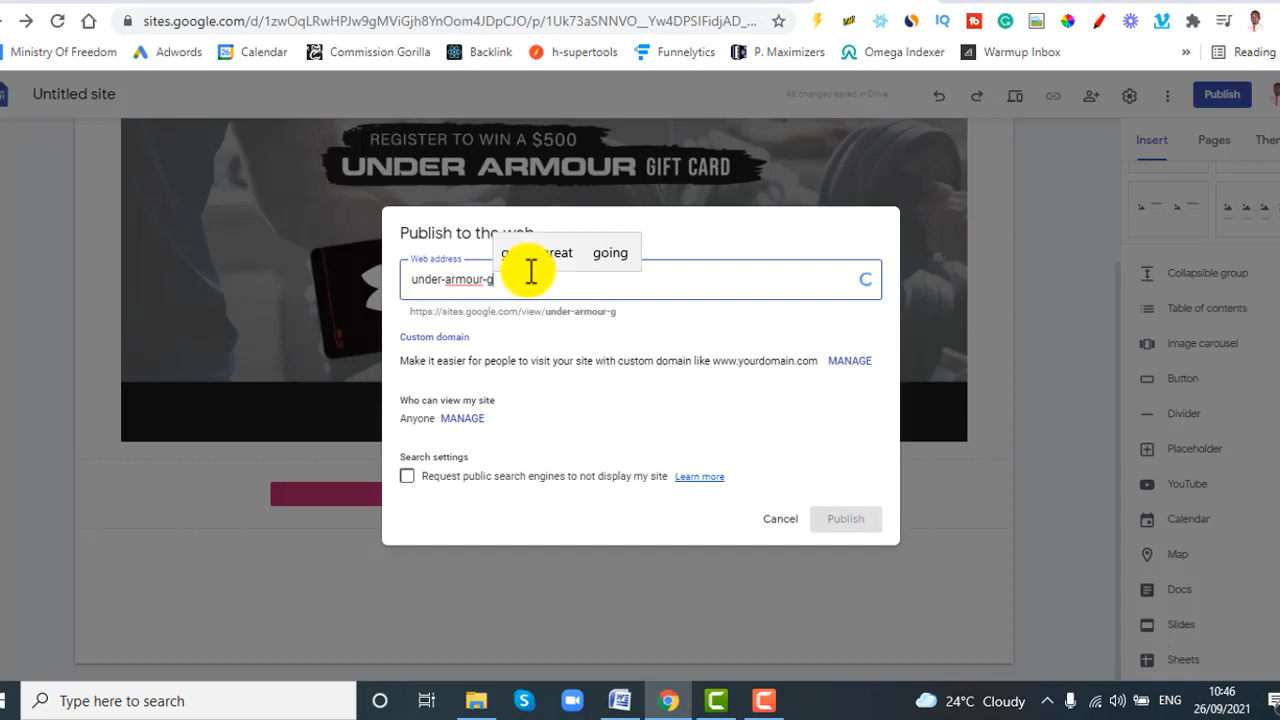 sites.google.com/d/1zwOqLRwHPJw9gMViGjh8YnOom4JDpCJO/p/1Uk73aSNNVO__Yw4DPSIFidjAD_...
Ministry Of Freedom
Adwords
Calendar
Commission Gorilla
Backlink
h-supertools
Funnelytics
P. Maximizers
Omega Indexer
Warmup Inbox
»
Reading
Untitled site
All changes saved in Drive
Publish
Insert
Pages
REGISTER TO WIN A $500
UNDER ARMOUR GIFT CARD
Publish to the web
going
Web address
under-armour-g
https://sites.google.com/view/under-armour-g
Custom domain
Make it easier for people to visit your site with custom domain like www.yourdomain.com MANAGE
Who can view my site
Anyone MANAGE
Search settings
Request public search engines to not display my site Learn more
Cancel
Publish
Collapsible group
Table of contents
Image carousel
Button
Divider
Placeholder
YouTube
Calendar
Map
Docs
Slides
Sheets
Type here to search
24°C Cloudy
ENG
10:46
26/09/2021